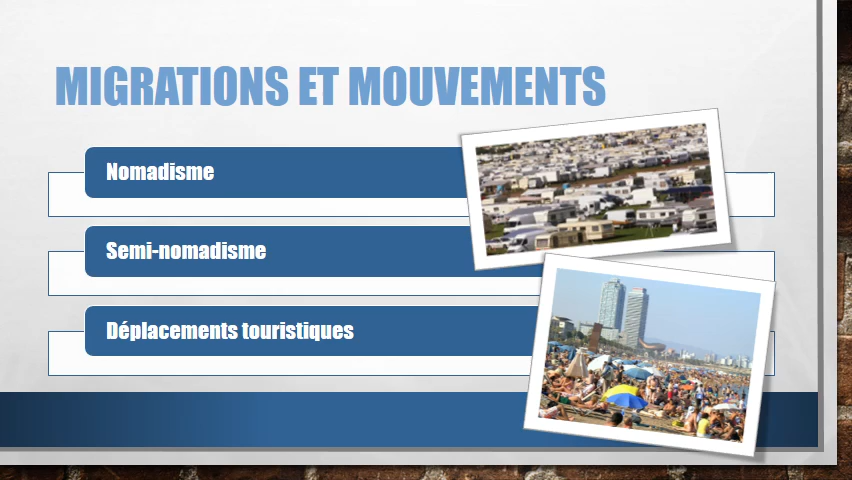 MIGRATIONS ET MOUVEMENTS
Nomadisme
Semi-nomadisme
Déplacements touristiques